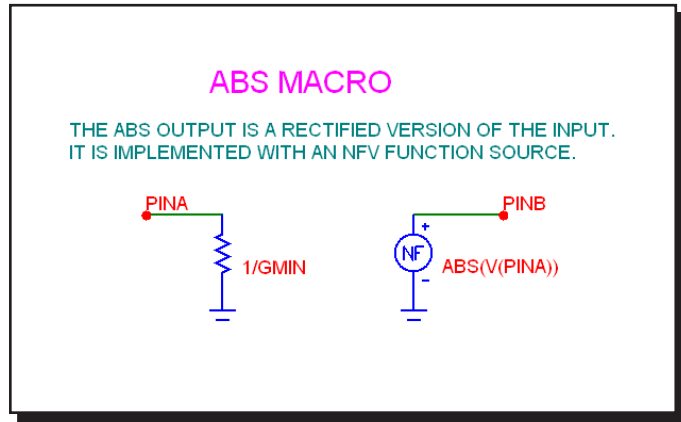 ABS MACRO
THE ABS OUTPUT IS A RECTIFIED VERSION OF THE INPUT.
IT IS IMPLEMENTED WITH AN NFV FUNCTION SOURCE.
PINA
PINB
+
NF
1/GMIN
ABS(V(PINA))
-